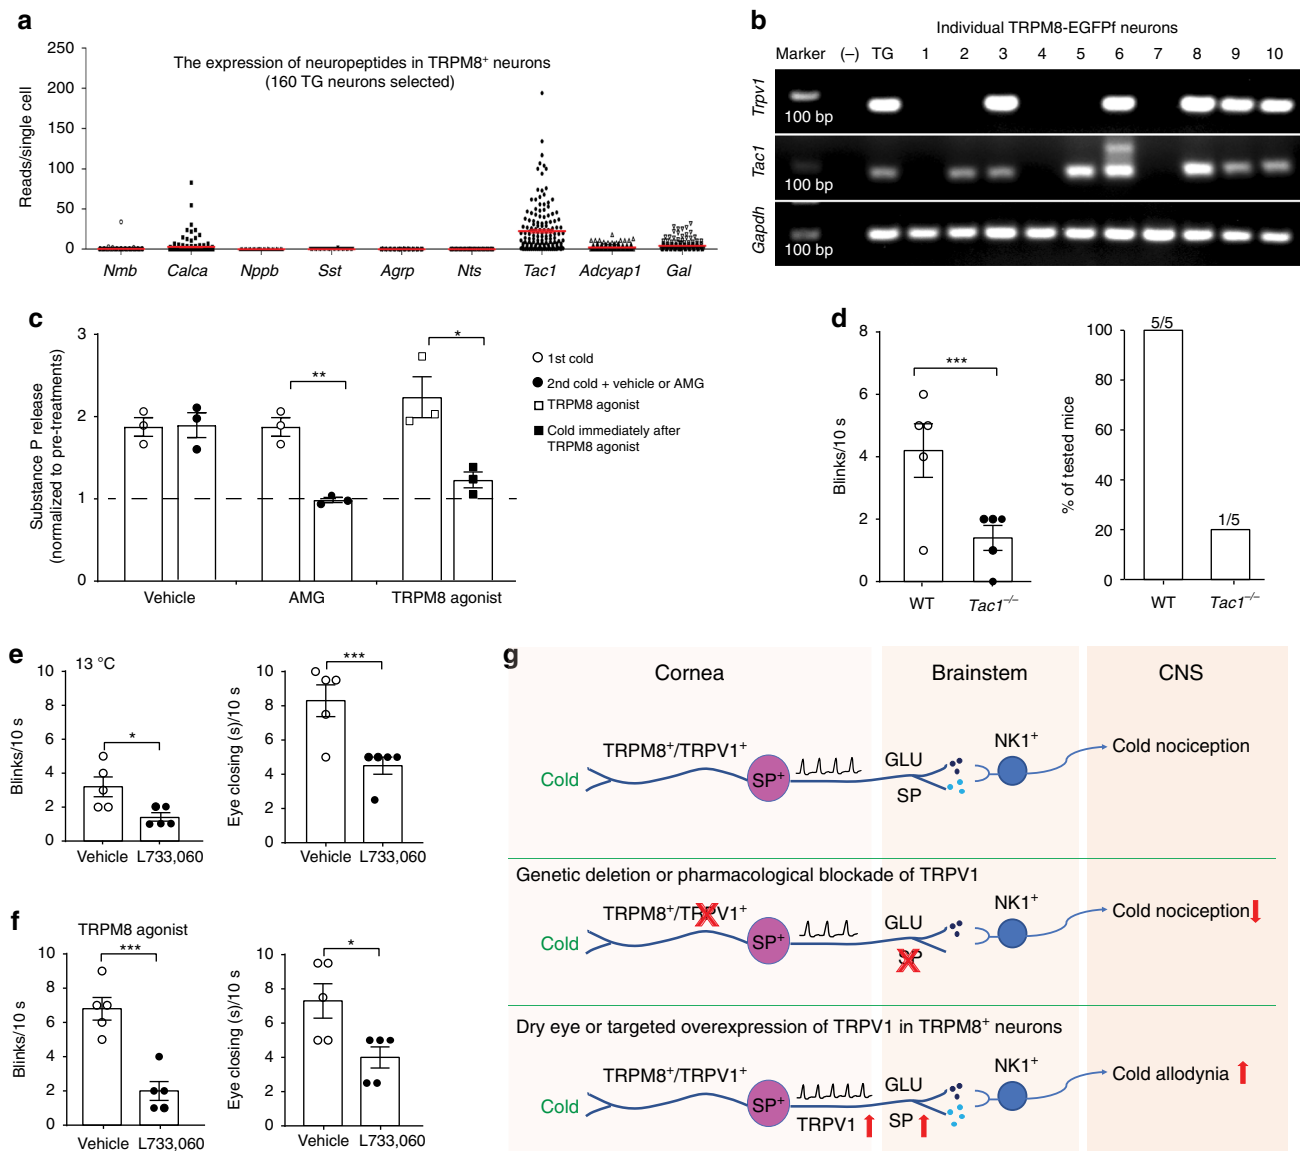 a
The expression of neuropeptides in TRPM8⁺ neurons
(160 TG neurons selected)
Reads/single cell
250
200
150
100
50
0
Nmb Calca Nppb Sst Agrp Nts Tac1 Adcyap1 Gal
b
Individual TRPM8-EGFPf neurons
Marker (–) TG 1 2 3 4 5 6 7 8 9 10
Trpv1
100 bp
Tac1
100 bp
Gapdh
100 bp
c
Substance P release
(normalized to pre-treatments)
3
2
1
0
**
*
Vehicle AMG TRPM8 agonist
1st cold
2nd cold + vehicle or AMG
TRPM8 agonist
Cold immediately after
TRPM8 agonist
d
Blinks/10 s
8
6
4
2
0
***
WT Tac1⁻/⁻
% of tested mice
100
80
60
40
20
0
5/5
1/5
WT Tac1⁻/⁻
e
13 °C
Blinks/10 s
10
8
6
4
2
0
*
Vehicle L733,060
Eye closing (s)/10 s
10
8
6
4
2
0
***
Vehicle L733,060
f
TRPM8 agonist
Blinks/10 s
10
8
6
4
2
0
***
Vehicle L733,060
Eye closing (s)/10 s
10
8
6
4
2
0
*
Vehicle L733,060
g
Cornea Brainstem CNS
TRPM8⁺/TRPV1⁺
Cold
SP⁺
GLU
SP
NK1⁺
Cold nociception
Genetic deletion or pharmacological blockade of TRPV1
TRPM8⁺/TRPV1⁺
Cold
SP⁺
GLU
SP
NK1⁺
Cold nociception
Dry eye or targeted overexpression of TRPV1 in TRPM8⁺ neurons
TRPM8⁺/TRPV1⁺
Cold
SP⁺
TRPV1
GLU
SP
NK1⁺
Cold allodynia